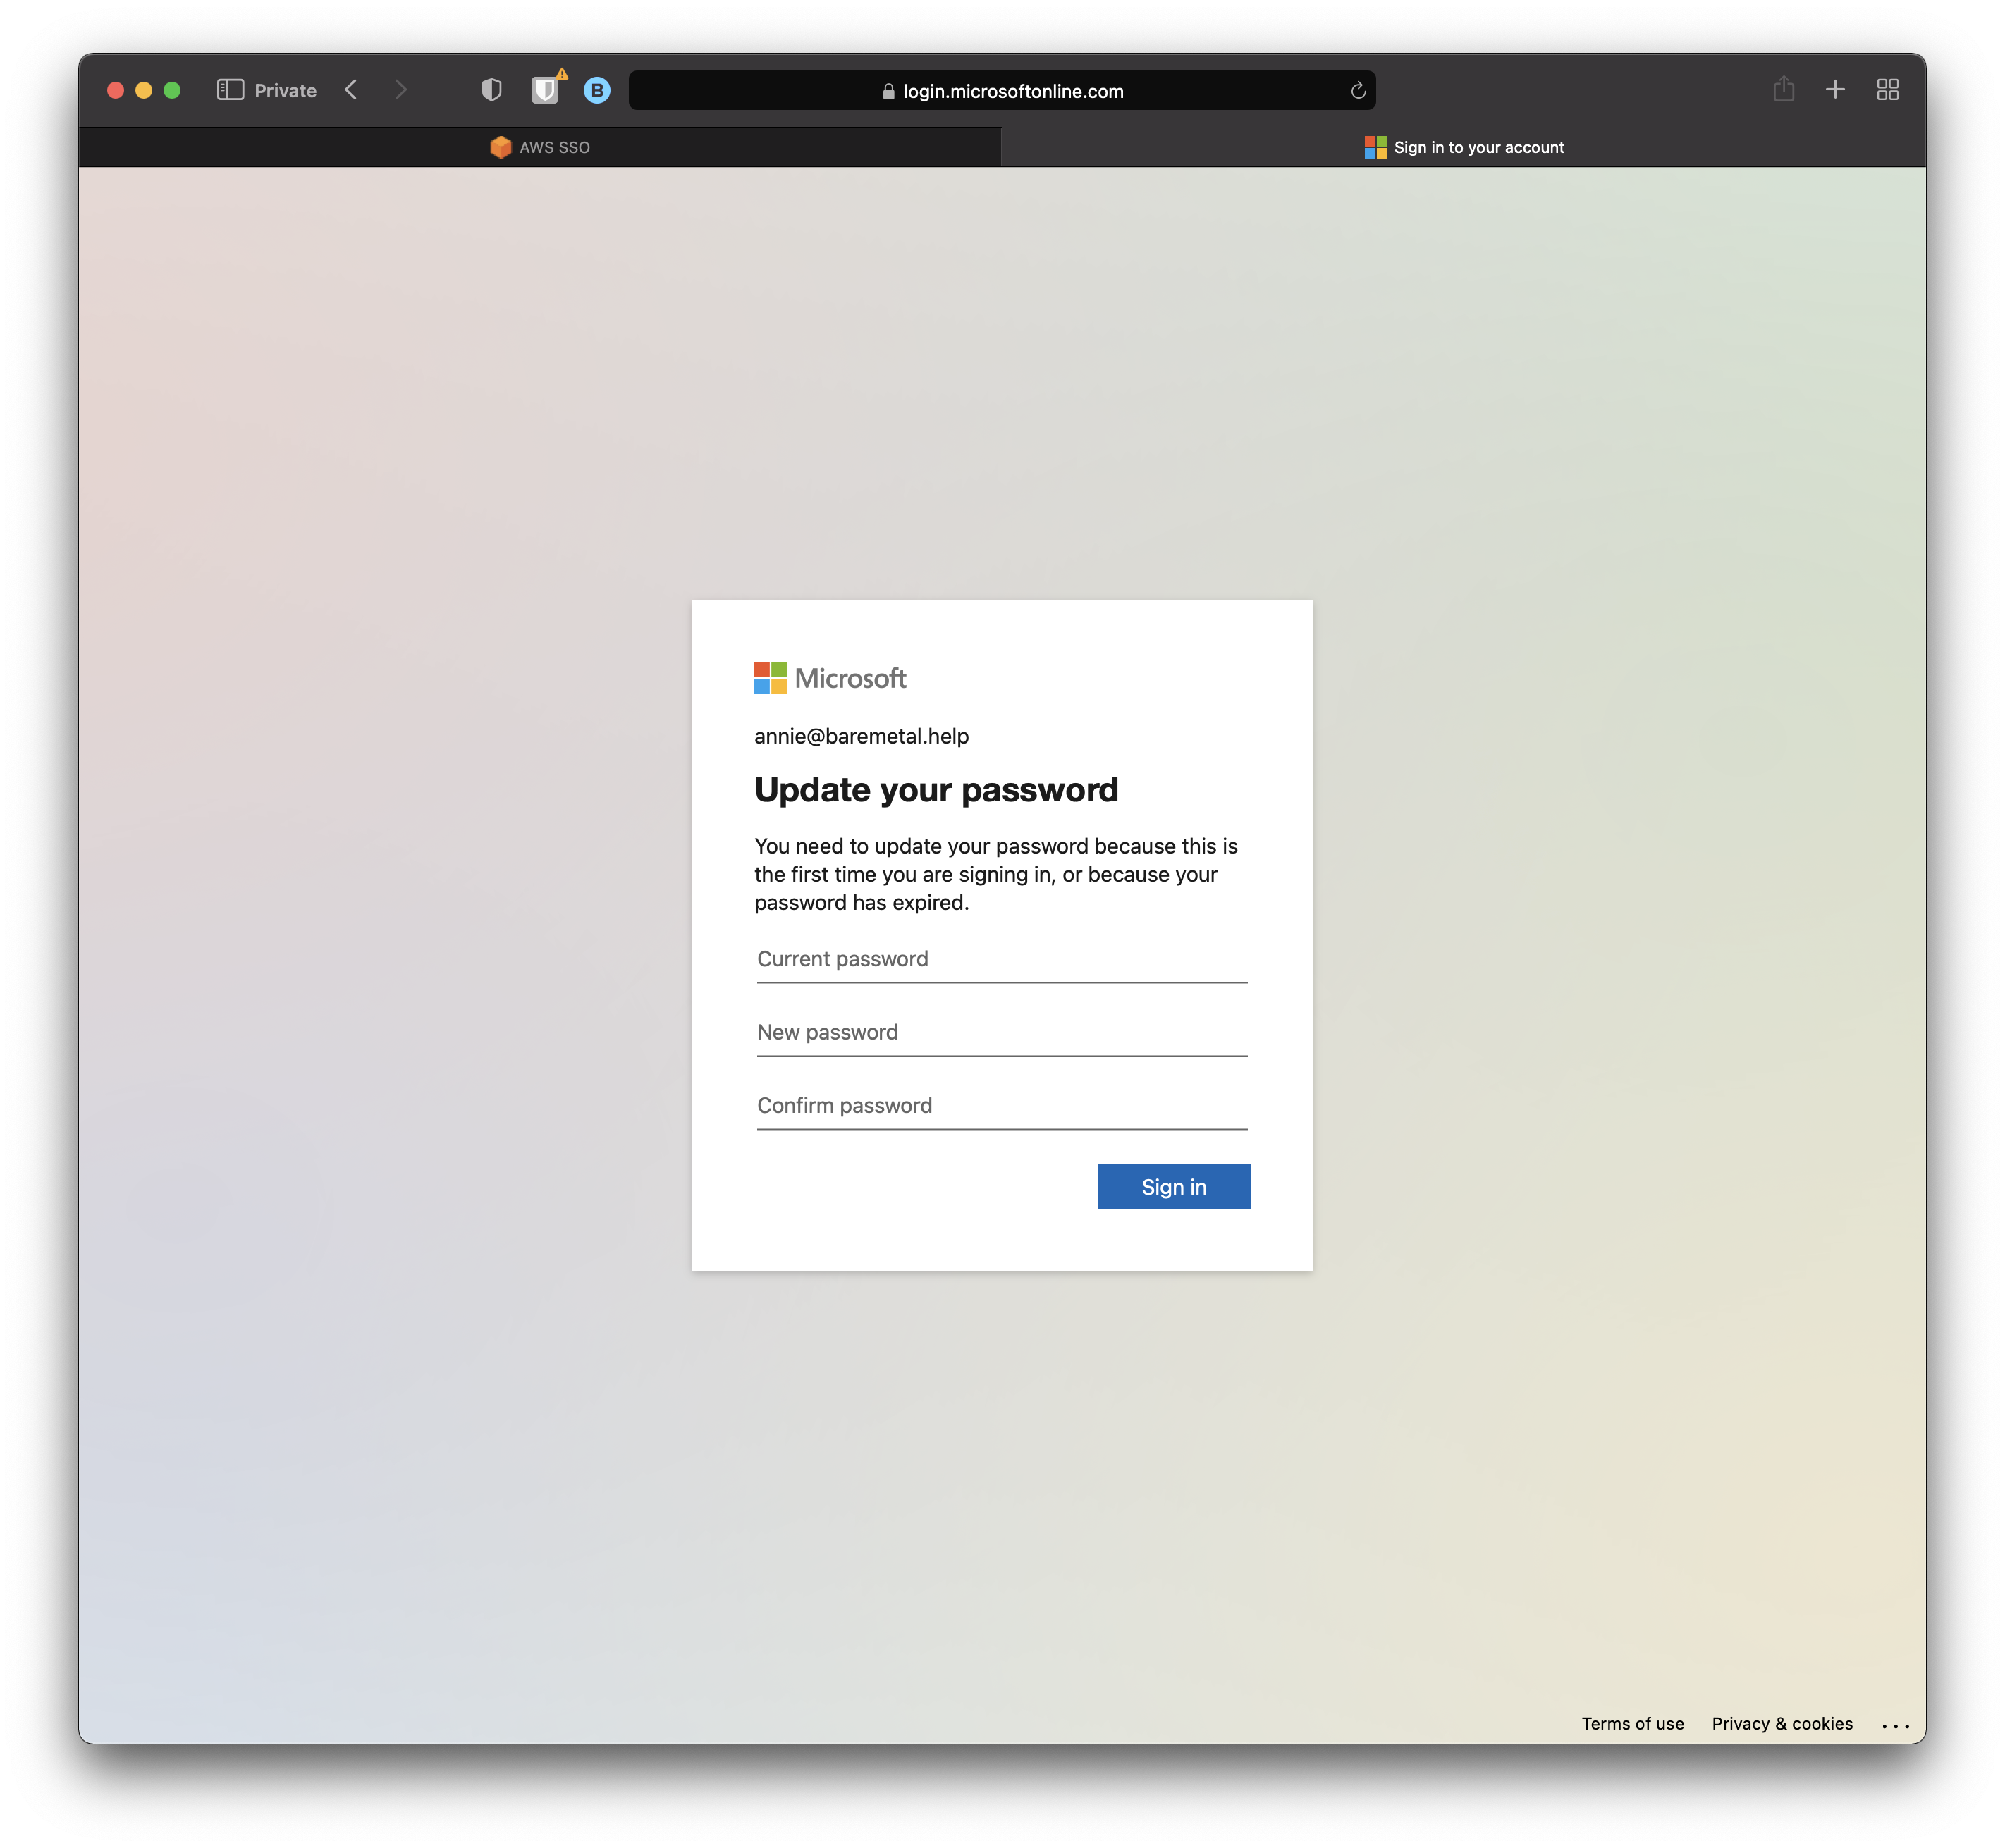 Private
B
login.microsoftonline.com
AWS SSO
Sign in to your account
Microsoft
annie@baremetal.help
Update your password
You need to update your password because this is
the first time you are signing in, or because your
password has expired.
Current password
New password
Confirm password
Sign in
Terms of use Privacy & cookies ...